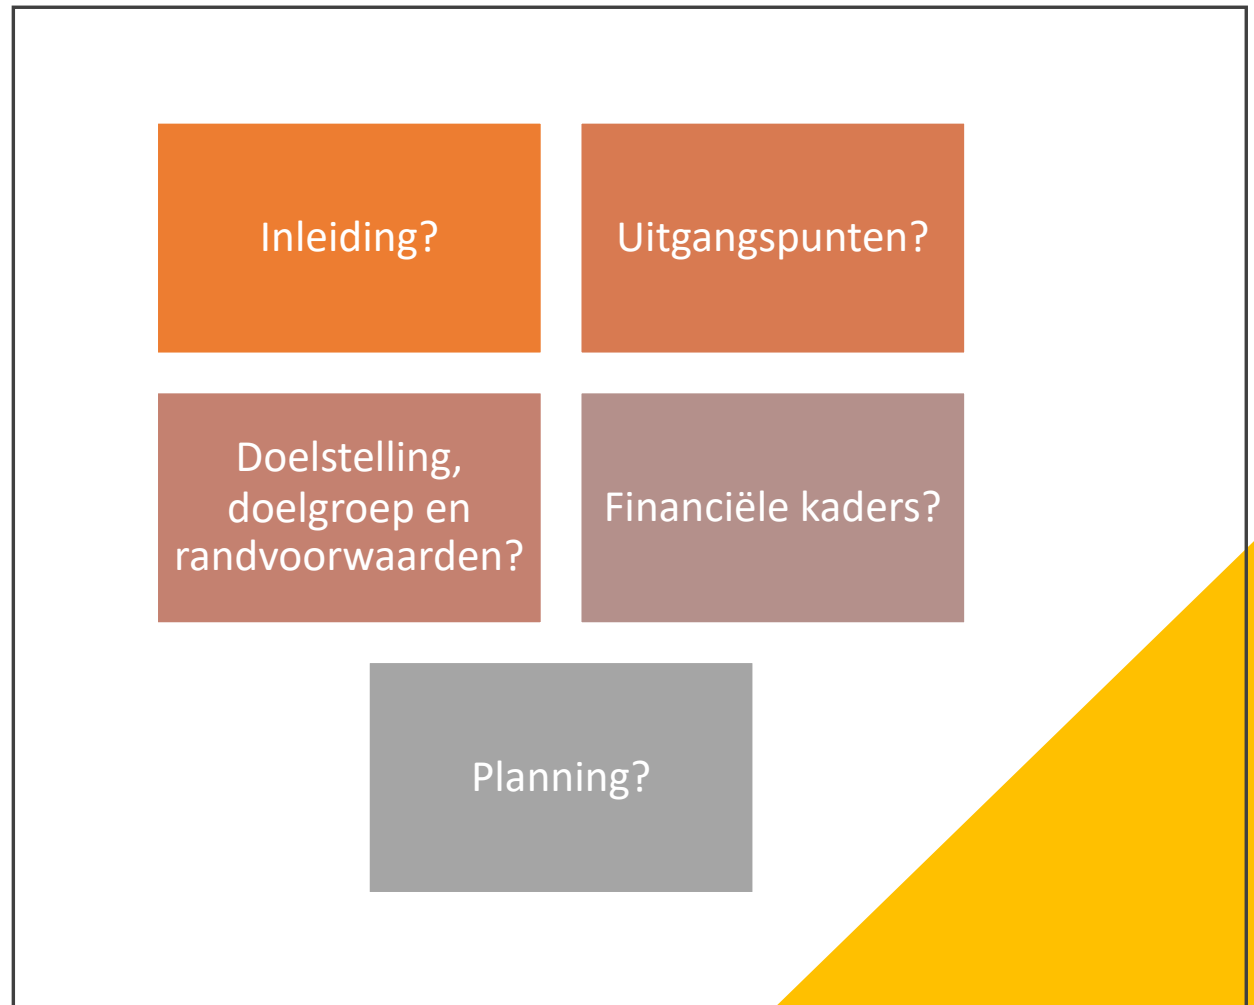 Inleiding?
Uitgangspunten?
Doelstelling,
doelgroep en
randvoorwaarden?
Financiële kaders?
Planning?